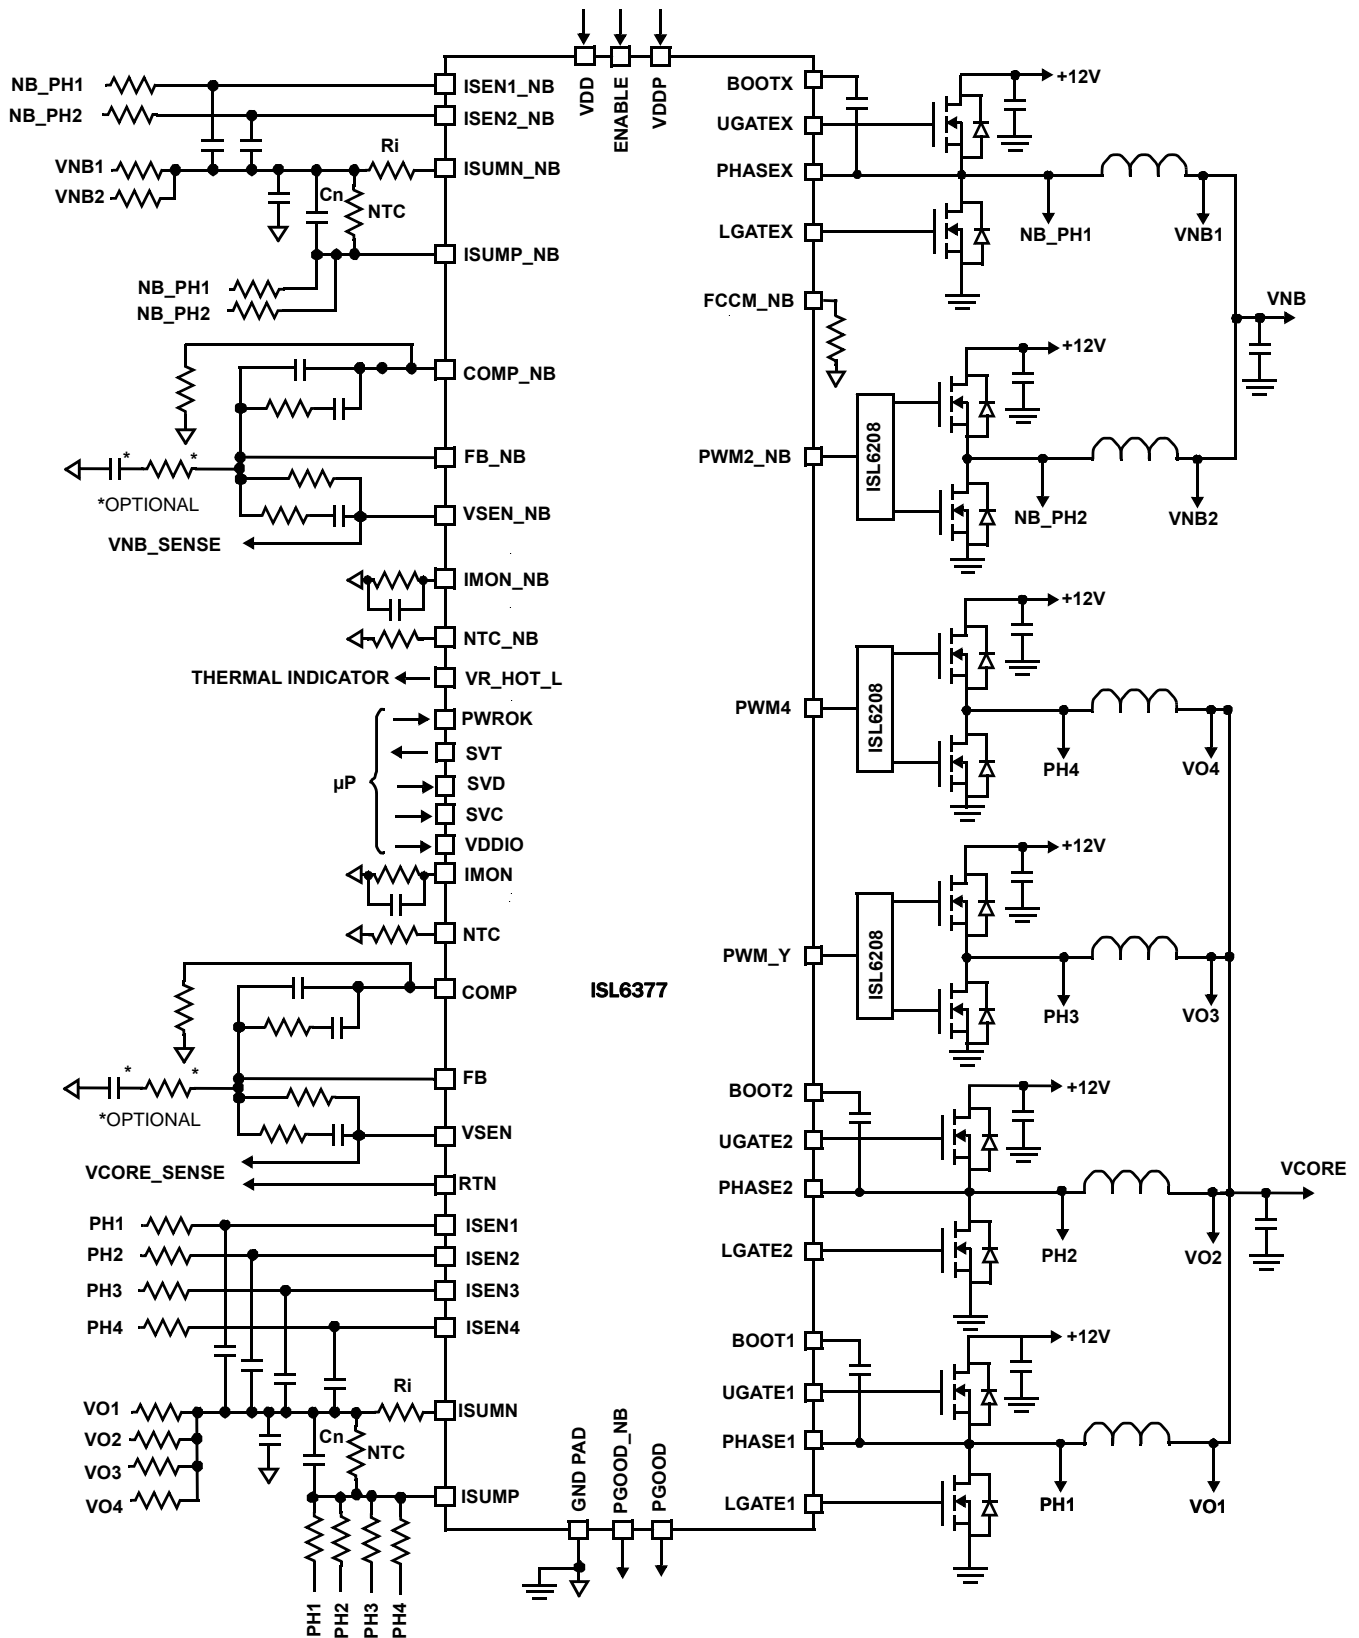 VDD
ENABLE
VDDP
NB_PH1
ISEN1_NB
NB_PH2
ISEN2_NB
VNB1
Ri
ISUMN_NB
VNB2
Cn
NTC
ISUMP_NB
NB_PH1
NB_PH2
COMP_NB
* *
FB_NB
*OPTIONAL
VSEN_NB
VNB_SENSE
IMON_NB
NTC_NB
THERMAL INDICATOR
VR_HOT_L
PWROK
SVT
µP
SVD
SVC
VDDIO
IMON
NTC
COMP
ISL6377
* *
FB
*OPTIONAL
VSEN
VCORE_SENSE
RTN
PH1
ISEN1
PH2
ISEN2
PH3
ISEN3
PH4
ISEN4
VO1
Ri
ISUMN
VO2
Cn
NTC
VO3
VO4
ISUMP
PH1
PH2
PH3
PH4
GND PAD
PGOOD_NB
PGOOD
BOOTX
+12V
UGATEX
PHASEX
NB_PH1
VNB1
LGATEX
FCCM_NB
VNB
+12V
PWM2_NB
ISL6208
NB_PH2
VNB2
+12V
PWM4
ISL6208
PH4
VO4
+12V
PWM_Y
ISL6208
PH3
VO3
BOOT2
+12V
UGATE2
PHASE2
VCORE
LGATE2
PH2
VO2
BOOT1
+12V
UGATE1
PHASE1
LGATE1
PH1
VO1